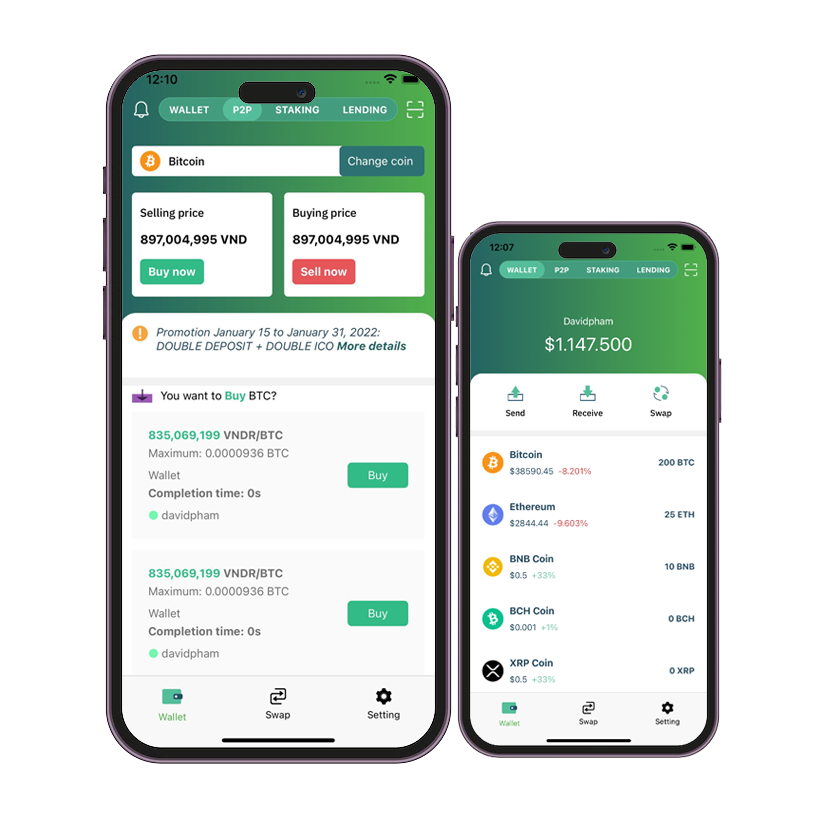 12:10
WALLET P2P STAKING LENDING
Bitcoin Change coin
Selling price
897,004,995 VND
Buy now
Buying price
897,004,995 VND
Sell now
Promotion January 15 to January 31, 2022:
DOUBLE DEPOSIT + DOUBLE ICO More details
You want to Buy BTC?
835,069,199 VNDR/BTC
Maximum: 0.0000936 BTC
Wallet
Completion time: 0s
davidpham
Buy
835,069,199 VNDR/BTC
Maximum: 0.0000936 BTC
Wallet
Completion time: 0s
davidpham
Buy
Wallet Swap Setting
12:07
WALLET P2P STAKING LENDING
Davidpham
$1.147.500
Send Receive Swap
Bitcoin
$38590.45 -8.201%
200 BTC
Ethereum
$2844.44 -9.603%
25 ETH
BNB Coin
$0.5 +33%
10 BNB
BCH Coin
$0.001 +1%
0 BCH
XRP Coin
$0.5 +33%
0 XRP
Wallet Swap Setting